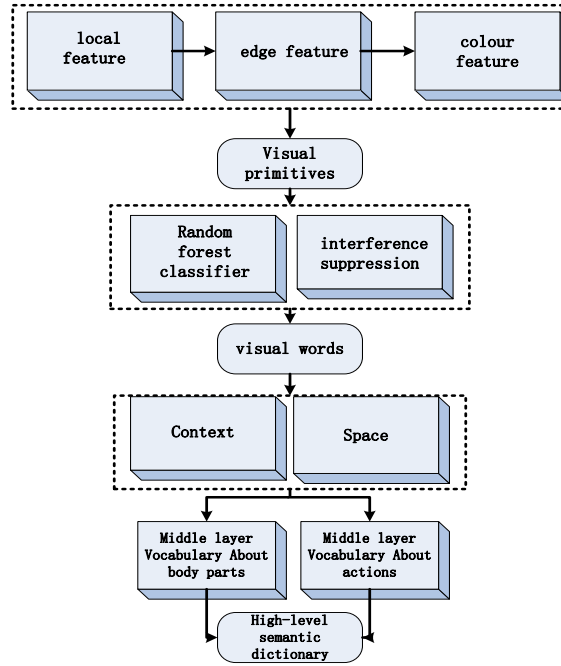 local
feature
edge feature
colour
feature
Visual
primitives
Random
forest
classifier
interference
suppression
visual words
Context
Space
Middle layer
Vocabulary About
body parts
Middle layer
Vocabulary About
actions
High-level
semantic
dictionary